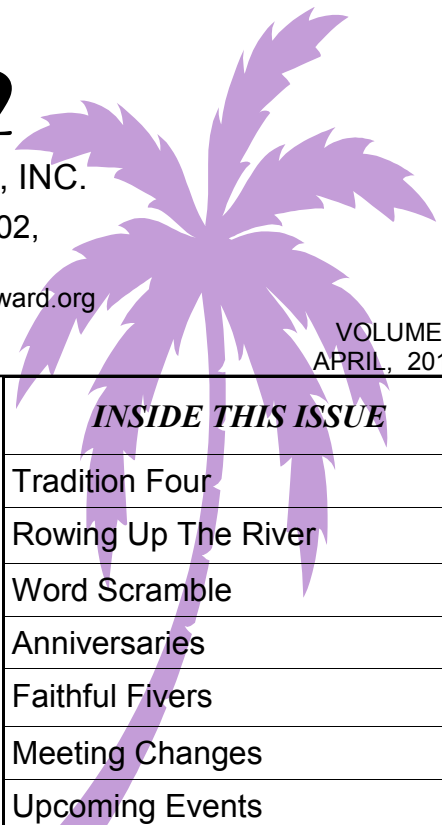 , INC.
02,
ward.org
VOLUME
APRIL, 201
INSIDE THIS ISSUE
Tradition Four
Rowing Up The River
Word Scramble
Anniversaries
Faithful Fivers
Meeting Changes
Upcoming Events